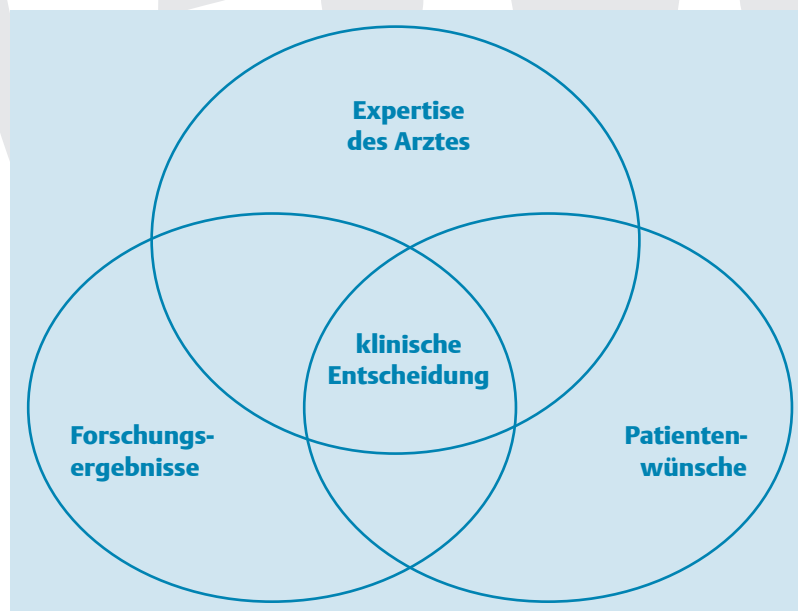 Expertise
des Arztes
klinische
Entscheidung
Forschungs-
ergebnisse
Patienten-
wünsche